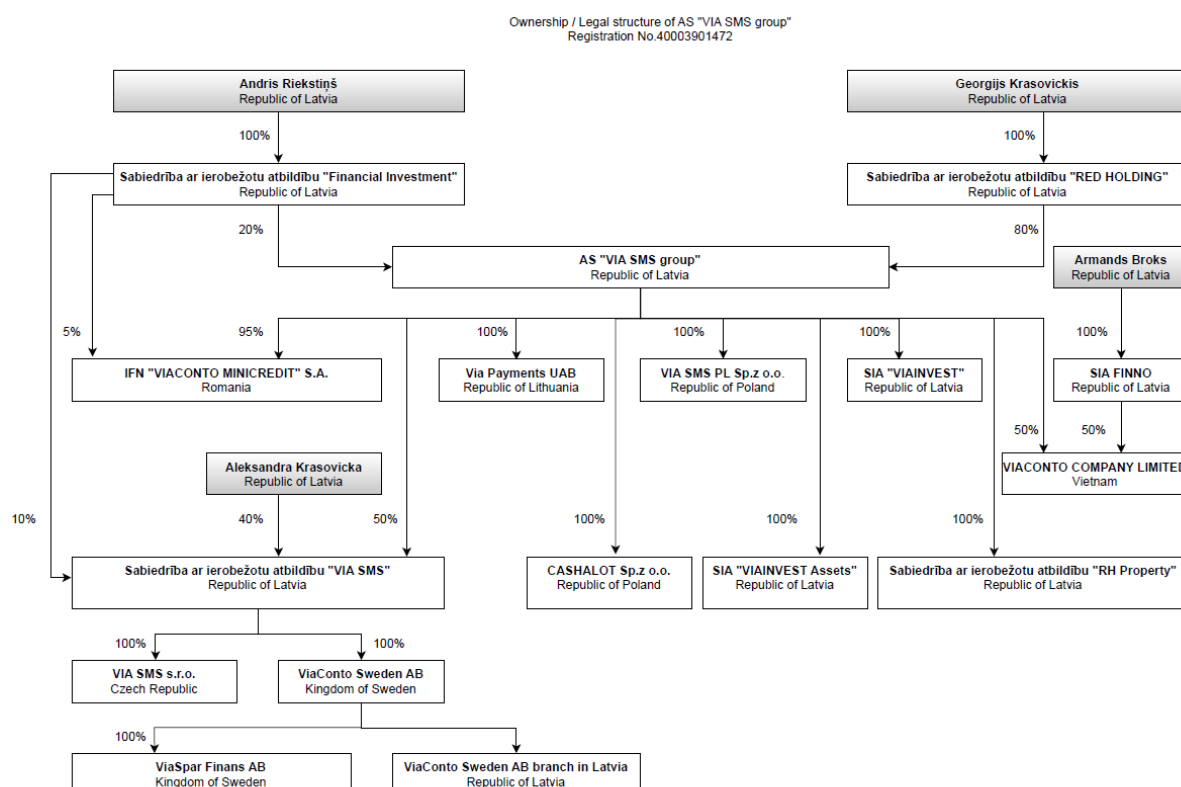 Ownership / Legal structure of AS "VIA SMS group"
Registration No.40003901472
Andris Riekstiņš
Republic of Latvia
Georgijs Krasovickis
Republic of Latvia
100%
100%
Sabiedrība ar ierobežotu atbildību "Financial Investment"
Republic of Latvia
Sabiedrība ar ierobežotu atbildību "RED HOLDING"
Republic of Latvia
20%
80%
AS "VIA SMS group"
Republic of Latvia
Armands Broks
Republic of Latvia
5%
95%
100%
100%
100%
100%
IFN "VIACONTO MINICREDIT" S.A.
Romania
Via Payments UAB
Republic of Lithuania
VIA SMS PL Sp.z o.o.
Republic of Poland
SIA "VIAINVEST"
Republic of Latvia
SIA FINNO
Republic of Latvia
50%
50%
Aleksandra Krasovicka
Republic of Latvia
VIACONTO COMPANY LIMITED
Vietnam
10%
40%
50%
100%
100%
100%
Sabiedrība ar ierobežotu atbildību "VIA SMS"
Republic of Latvia
CASHALOT Sp.z o.o.
Republic of Poland
SIA "VIAINVEST Assets"
Republic of Latvia
Sabiedrība ar ierobežotu atbildību "RH Property"
Republic of Latvia
100%
100%
VIA SMS s.r.o.
Czech Republic
ViaConto Sweden AB
Kingdom of Sweden
100%
ViaSpar Finans AB
Kingdom of Sweden
ViaConto Sweden AB branch in Latvia
Republic of Latvia